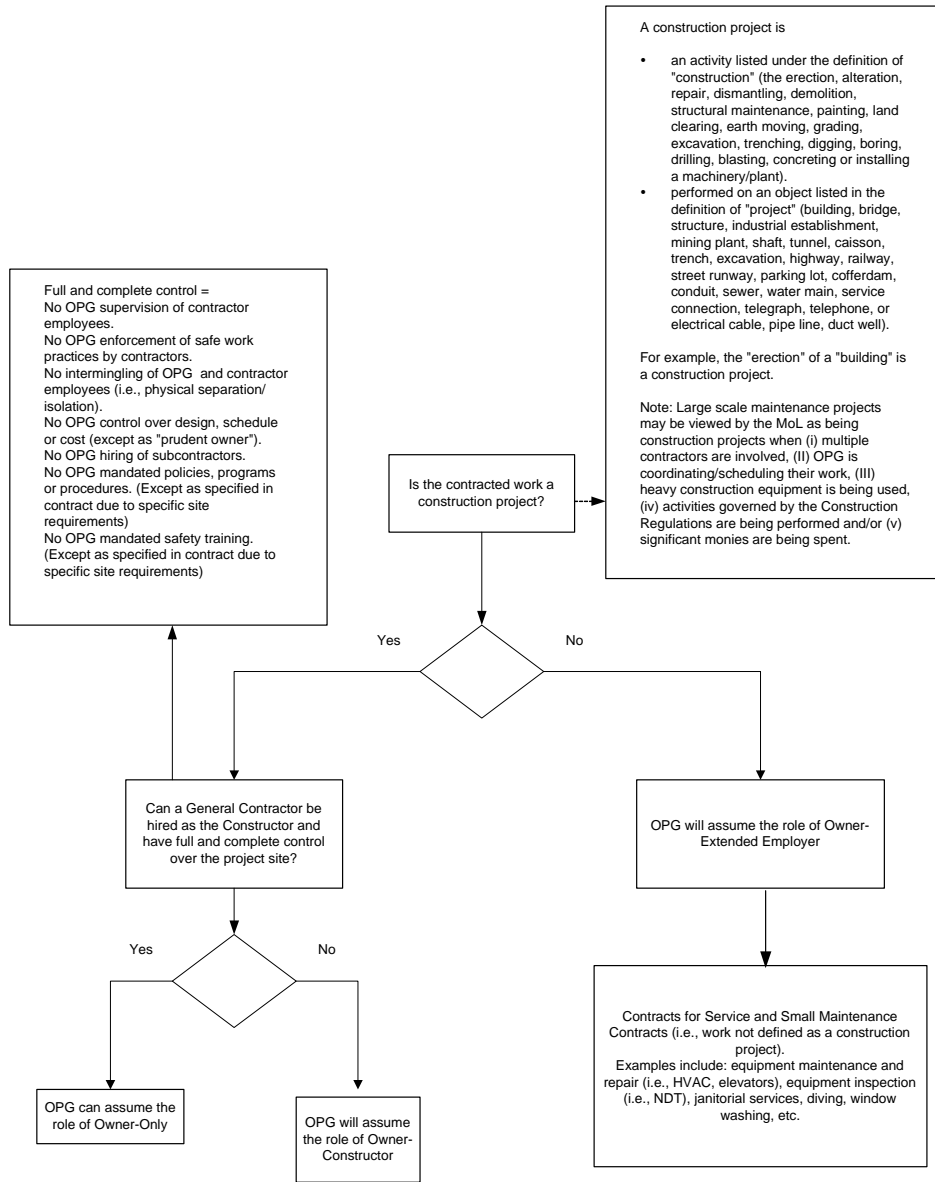 A construction project is
• an activity listed under the definition of
"construction" (the erection, alteration,
repair, dismantling, demolition,
structural maintenance, painting, land
clearing, earth moving, grading,
excavation, trenching, digging, boring,
drilling, blasting, concreting or installing
a machinery/plant).
• performed on an object listed in the
definition of "project" (building, bridge,
structure, industrial establishment,
mining plant, shaft, tunnel, caisson,
trench, excavation, highway, railway,
street runway, parking lot, cofferdam,
conduit, sewer, water main, service
connection, telegraph, telephone, or
electrical cable, pipe line, duct well).
For example, the "erection" of a "building" is
a construction project.
Note: Large scale maintenance projects
may be viewed by the MoL as being
construction projects when (i) multiple
contractors are involved, (II) OPG is
coordinating/scheduling their work, (III)
heavy construction equipment is being used,
(iv) activities governed by the Construction
Regulations are being performed and/or (v)
significant monies are being spent.
Full and complete control =
No OPG supervision of contractor
employees.
No OPG enforcement of safe work
practices by contractors.
No intermingling of OPG and contractor
employees (i.e., physical separation/
isolation).
No OPG control over design, schedule
or cost (except as "prudent owner").
No OPG hiring of subcontractors.
No OPG mandated policies, programs
or procedures. (Except as specified in
contract due to specific site
requirements)
No OPG mandated safety training.
(Except as specified in contract due to
specific site requirements)
Is the contracted work a
construction project?
Yes
No
Can a General Contractor be
hired as the Constructor and
have full and complete control
over the project site?
OPG will assume the role of Owner-
Extended Employer
Yes
No
Contracts for Service and Small Maintenance
Contracts (i.e., work not defined as a construction
project).
Examples include: equipment maintenance and
repair (i.e., HVAC, elevators), equipment inspection
(i.e., NDT), janitorial services, diving, window
washing, etc.
OPG can assume the
role of Owner-Only
OPG will assume
the role of Owner-
Constructor